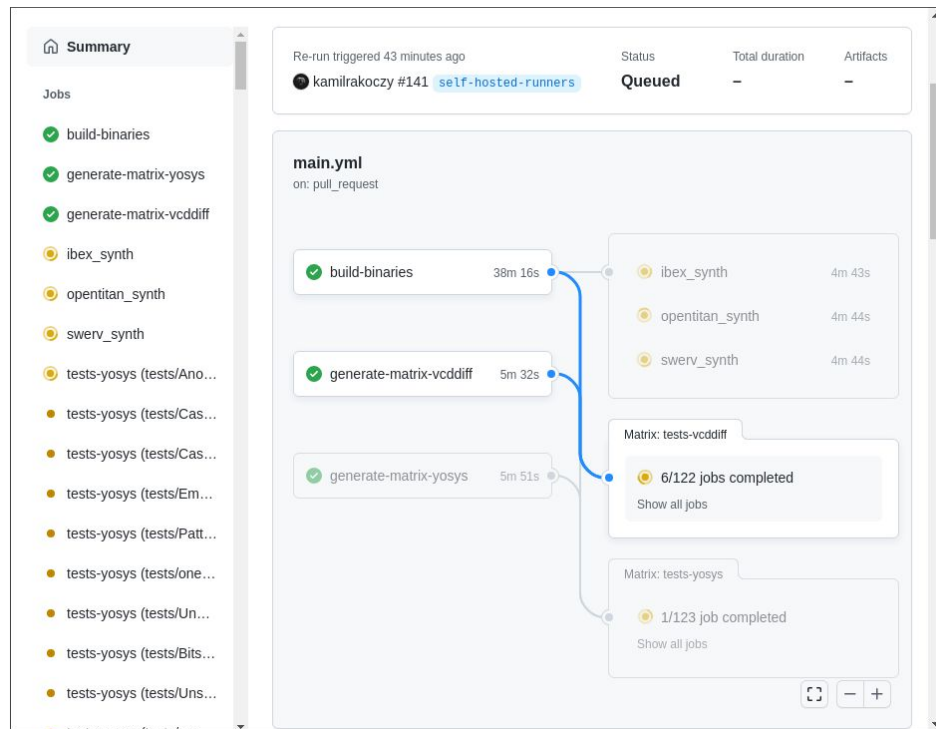 Summary
Jobs
build-binaries
generate-matrix-yosys
generate-matrix-vcddiff
ibex_synth
opentitan_synth
swerv_synth
tests-yosys (tests/Ano...
tests-yosys (tests/Cas...
tests-yosys (tests/Cas...
tests-yosys (tests/Em...
tests-yosys (tests/Patt...
tests-yosys (tests/one...
tests-yosys (tests/Un...
tests-yosys (tests/Bits...
tests-yosys (tests/Uns...
Re-run triggered 43 minutes ago
kamilrakoczy #141 self-hosted-runners
Status
Queued
Total duration
–
Artifacts
–
main.yml
on: pull_request
build-binaries 38m 16s
generate-matrix-vcddiff 5m 32s
generate-matrix-yosys 5m 51s
ibex_synth 4m 43s
opentitan_synth 4m 44s
swerv_synth 4m 44s
Matrix: tests-vcddiff
6/122 jobs completed
Show all jobs
Matrix: tests-yosys
1/123 job completed
Show all jobs